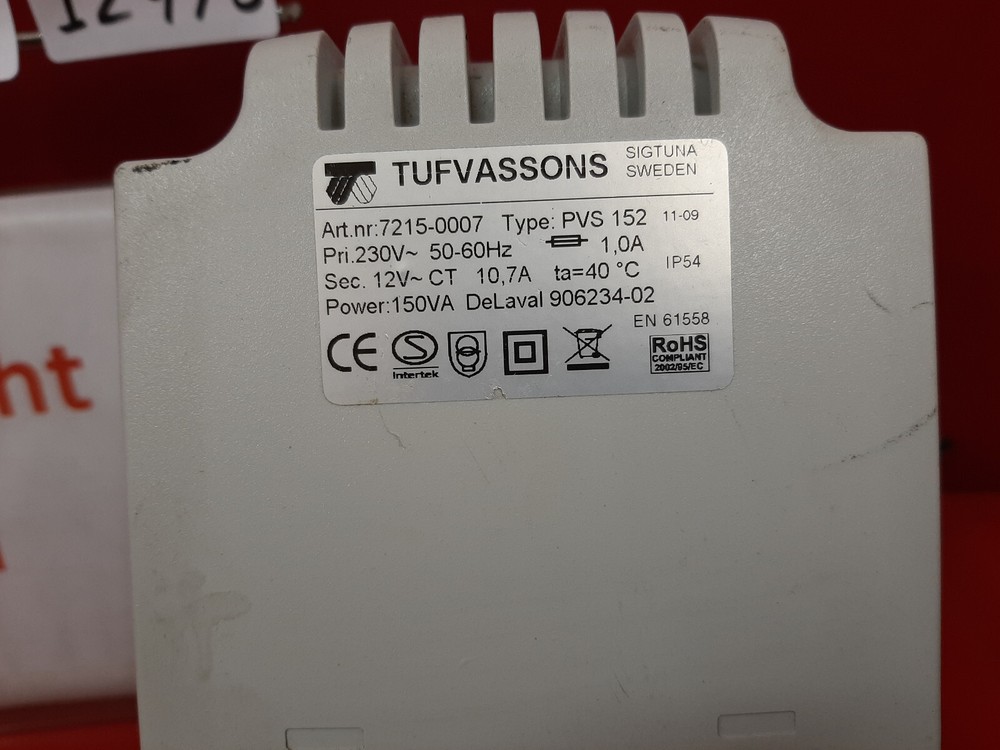 TUFVASSONS
SIGTUNA
SWEDEN
Art.nr:7215-0007 Type: PVS 152 11-09
Pri.230V~ 50-60Hz 1,0A
Sec. 12V~ CT 10,7A ta=40 °C IP54
Power:150VA DeLaval 906234-02
EN 61558
CE
S
Intertek
RoHS
COMPLIANT
2002/95/EC
ht